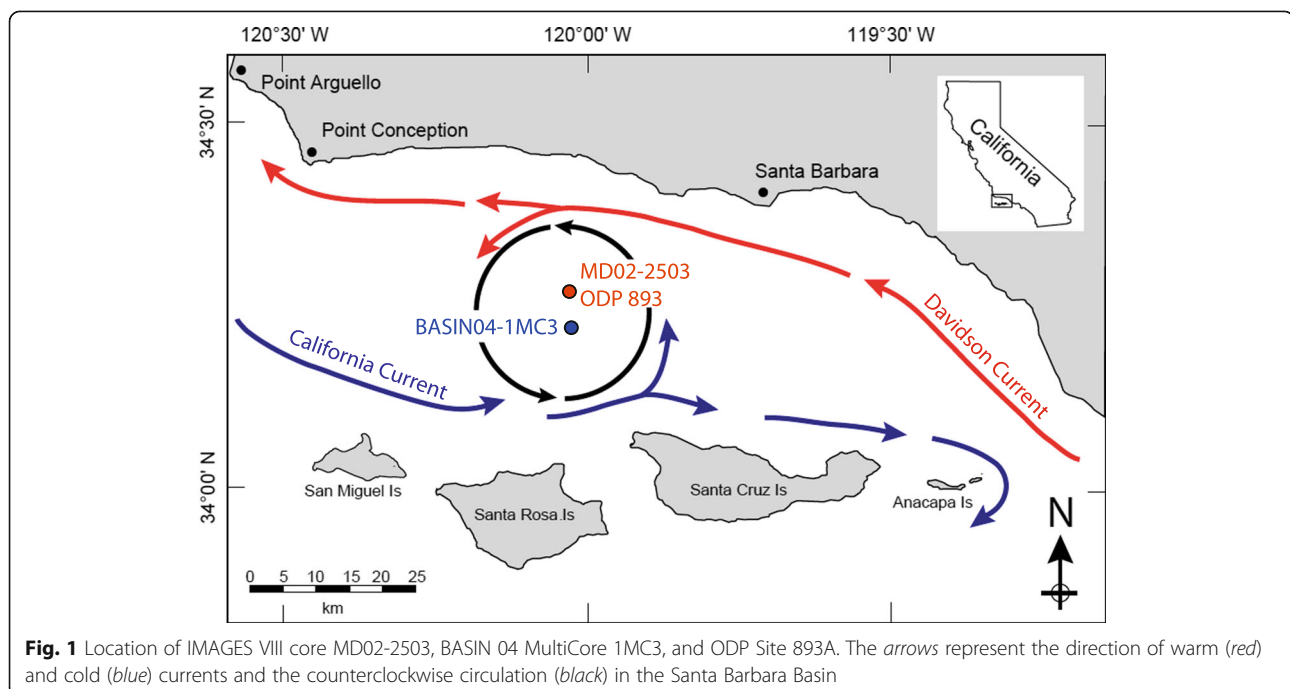 120°30' W 120°00' W 119°30' W
Point Arguello
34°30' N
Point Conception
California
Santa Barbara
MD02-2503
ODP 893
BASIN04-1MC3
California Current
Davidson Current
34°00' N
San Miguel Is
Santa Rosa.Is
Santa Cruz Is
Anacapa Is
N
0 5 10 15 20 25
km
Fig. 1 Location of IMAGES VIII core MD02-2503, BASIN 04 MultiCore 1MC3, and ODP Site 893A. The arrows represent the direction of warm (red)
and cold (blue) currents and the counterclockwise circulation (black) in the Santa Barbara Basin